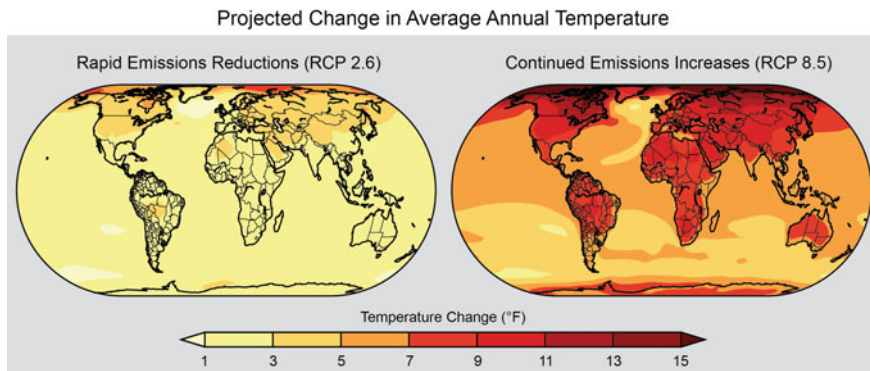 Projected Change in Average Annual Temperature
Rapid Emissions Reductions (RCP 2.6)
Continued Emissions Increases (RCP 8.5)
Temperature Change (°F)
1 3 5 7 9 11 13 15